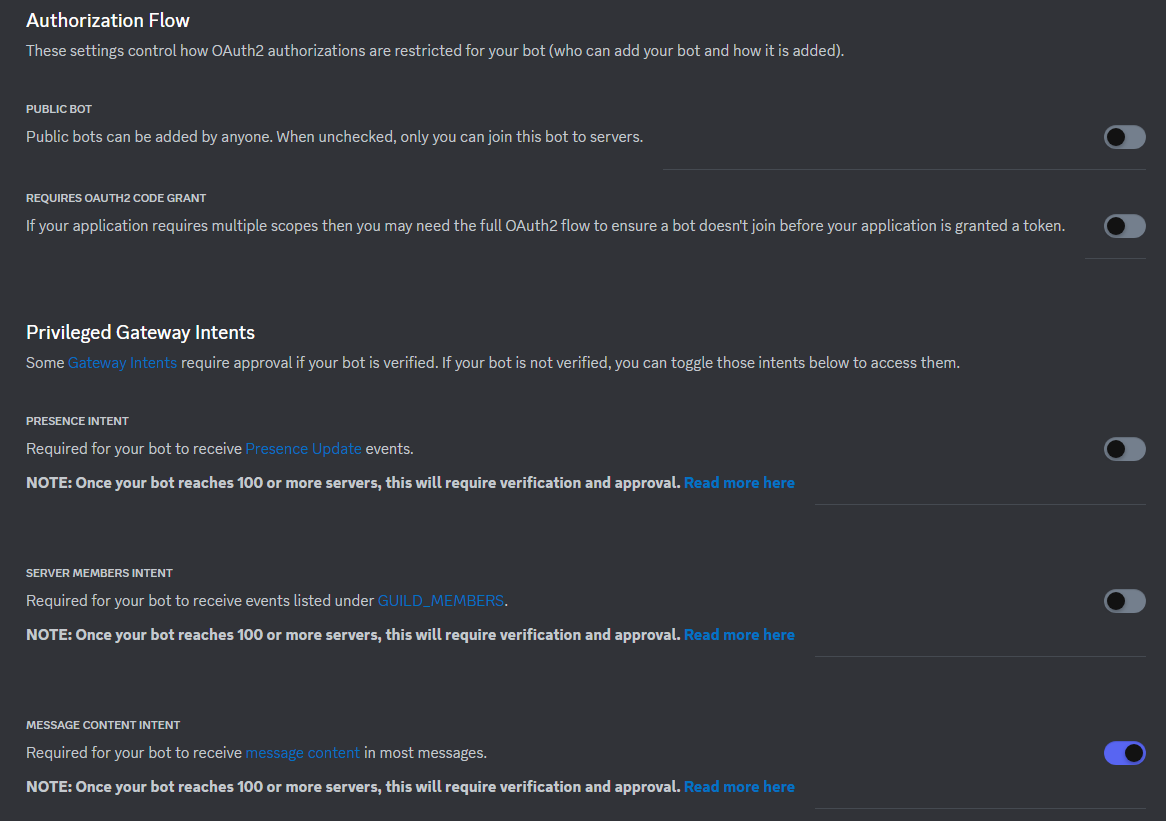 Authorization Flow
These settings control how OAuth2 authorizations are restricted for your bot (who can add your bot and how it is added).
PUBLIC BOT
Public bots can be added by anyone. When unchecked, only you can join this bot to servers.
REQUIRES OAUTH2 CODE GRANT
If your application requires multiple scopes then you may need the full OAuth2 flow to ensure a bot doesn't join before your application is granted a token.
Privileged Gateway Intents
Some Gateway Intents require approval if your bot is verified. If your bot is not verified, you can toggle those intents below to access them.
PRESENCE INTENT
Required for your bot to receive Presence Update events.
NOTE: Once your bot reaches 100 or more servers, this will require verification and approval. Read more here
SERVER MEMBERS INTENT
Required for your bot to receive events listed under GUILD_MEMBERS.
NOTE: Once your bot reaches 100 or more servers, this will require verification and approval. Read more here
MESSAGE CONTENT INTENT
Required for your bot to receive message content in most messages.
NOTE: Once your bot reaches 100 or more servers, this will require verification and approval. Read more here